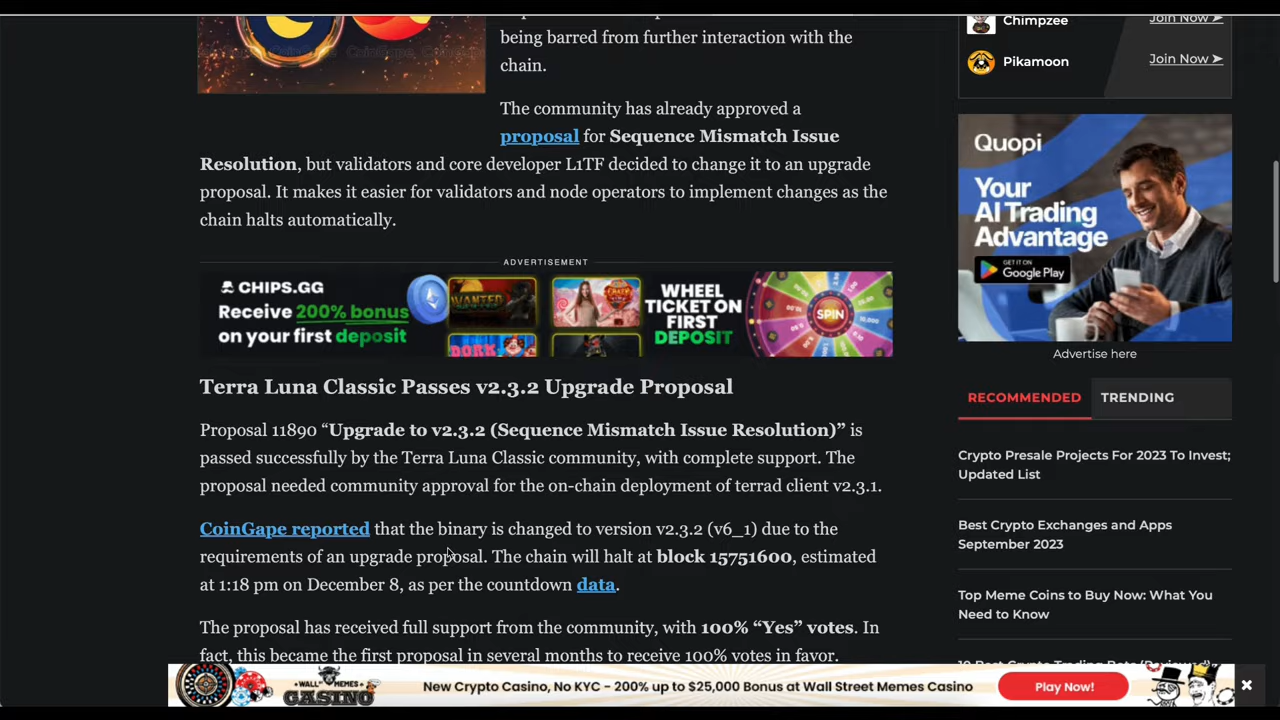 being barred from further interaction with the
chain.
The community has already approved a
proposal for Sequence Mismatch Issue
Resolution, but validators and core developer L1TF decided to change it to an upgrade
proposal. It makes it easier for validators and node operators to implement changes as the
chain halts automatically.
ADVERTISEMENT
CHIPS.GG
Receive 200% bonus
on your first deposit
WANTED
DORK
WHEEL
TICKET ON
FIRST
DEPOSIT
SPIN
Terra Luna Classic Passes v2.3.2 Upgrade Proposal
Proposal 11890 “Upgrade to v2.3.2 (Sequence Mismatch Issue Resolution)” is
passed successfully by the Terra Luna Classic community, with complete support. The
proposal needed community approval for the on-chain deployment of terrad client v2.3.1.
CoinGape reported that the binary is changed to version v2.3.2 (v6_1) due to the
requirements of an upgrade proposal. The chain will halt at block 15751600, estimated
at 1:18 pm on December 8, as per the countdown data.
The proposal has received full support from the community, with 100% “Yes” votes. In
fact, this became the first proposal in several months to receive 100% votes in favor.
Chimpzee
Join Now ➤
Pikamoon
Join Now ➤
Quopi
Your
AI Trading
Advantage
GET IT ON
Google Play
Advertise here
RECOMMENDED
TRENDING
Crypto Presale Projects For 2023 To Invest;
Updated List
Best Crypto Exchanges and Apps
September 2023
Top Meme Coins to Buy Now: What You
Need to Know
10 Best Crypto Trading Bots (Reviewed)
WALL ST MEMES
CASINO
New Crypto Casino, No KYC - 200% up to $25,000 Bonus at Wall Street Memes Casino
Play Now!